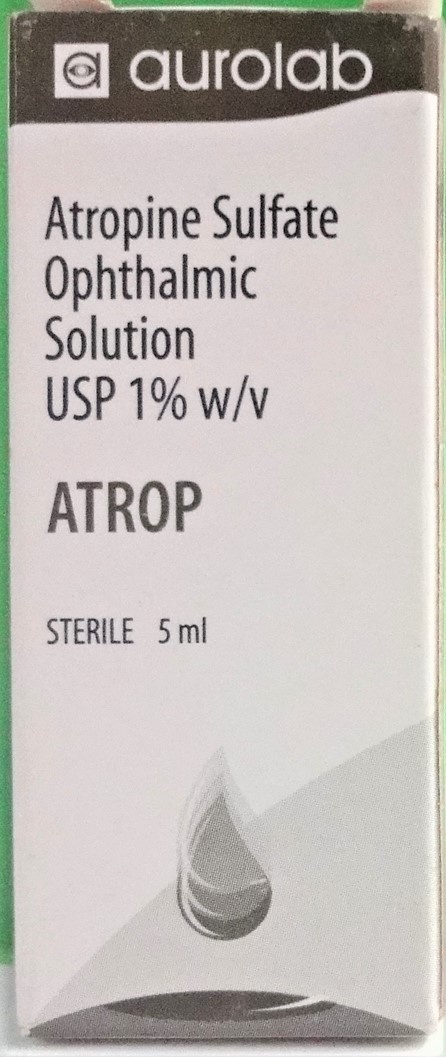 aurolab
Atropine Sulfate
Ophthalmic
Solution
USP 1% w/v
ATROP
STERILE 5 ml